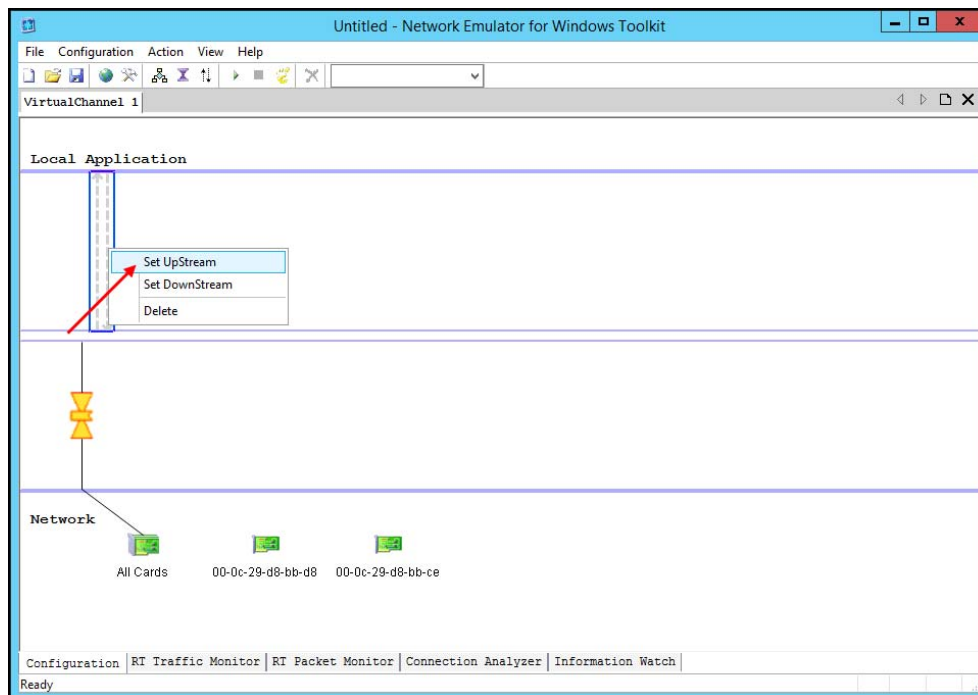 Untitled - Network Emulator for Windows Toolkit
File Configuration Action View Help
VirtualChannel 1
Local Application
Set UpStream
Set DownStream
Delete
Network
All Cards 00-0c-29-d8-bb-d8 00-0c-29-d8-bb-ce
Configuration RT Traffic Monitor RT Packet Monitor Connection Analyzer Information Watch
Ready